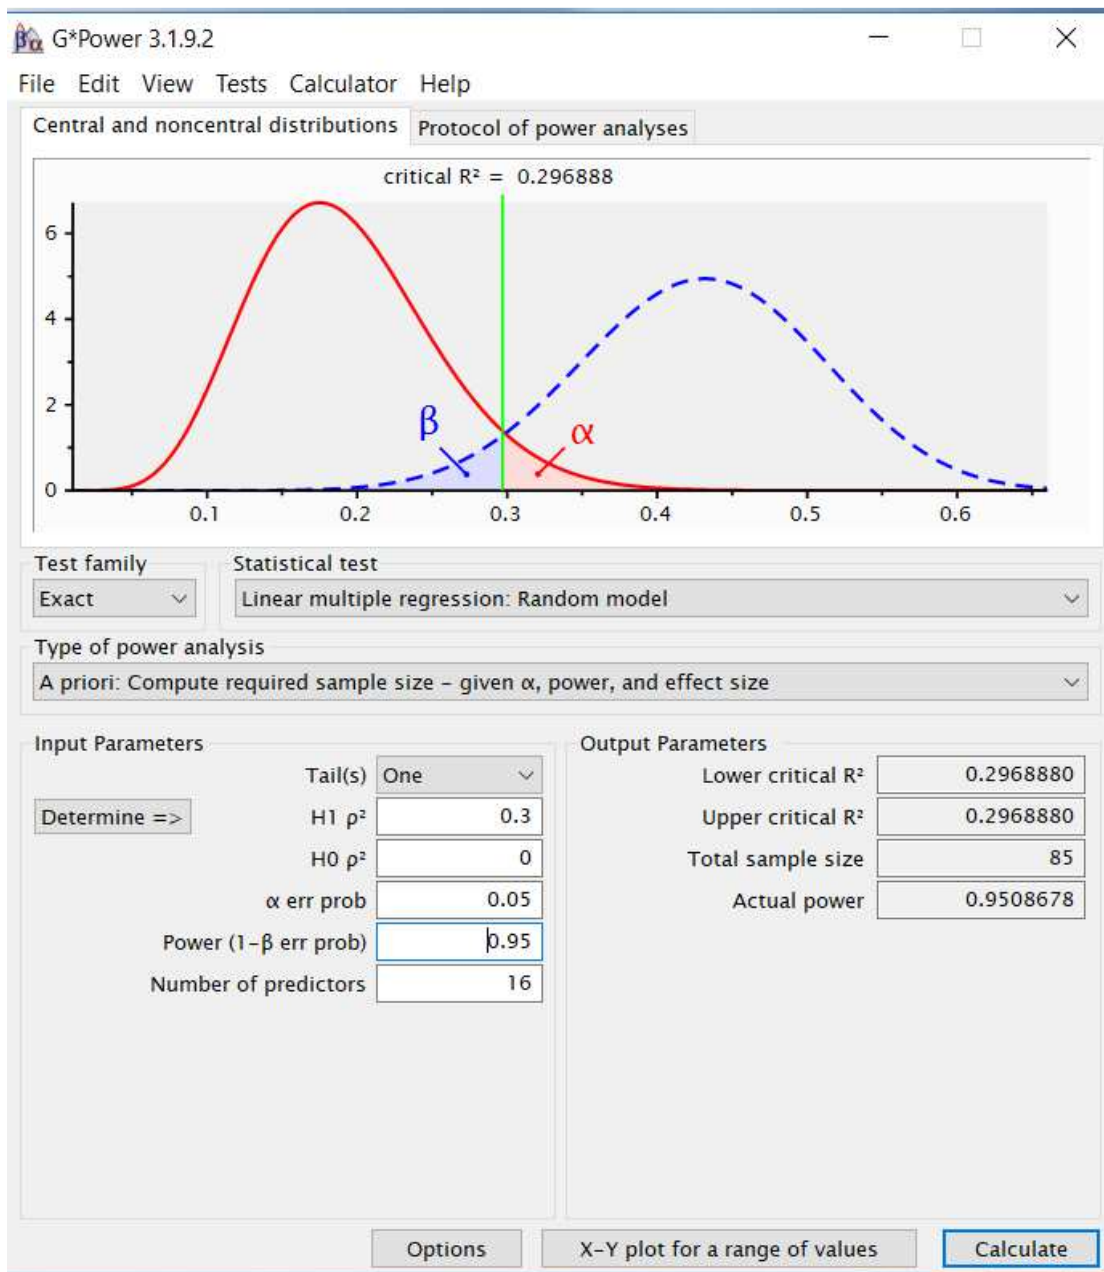 G*Power 3.1.9.2
File Edit View Tests Calculator Help
Central and noncentral distributions Protocol of power analyses
critical R² = 0.296888
6
4
2
0
β
α
0.1 0.2 0.3 0.4 0.5 0.6
Test family Statistical test
Exact Linear multiple regression: Random model
Type of power analysis
A priori: Compute required sample size – given α, power, and effect size
Input Parameters Output Parameters
Tail(s) One Lower critical R² 0.2968880
Determine => H1 ρ² 0.3 Upper critical R² 0.2968880
H0 ρ² 0 Total sample size 85
α err prob 0.05 Actual power 0.9508678
Power (1–β err prob) 0.95
Number of predictors 16
Options X–Y plot for a range of values Calculate